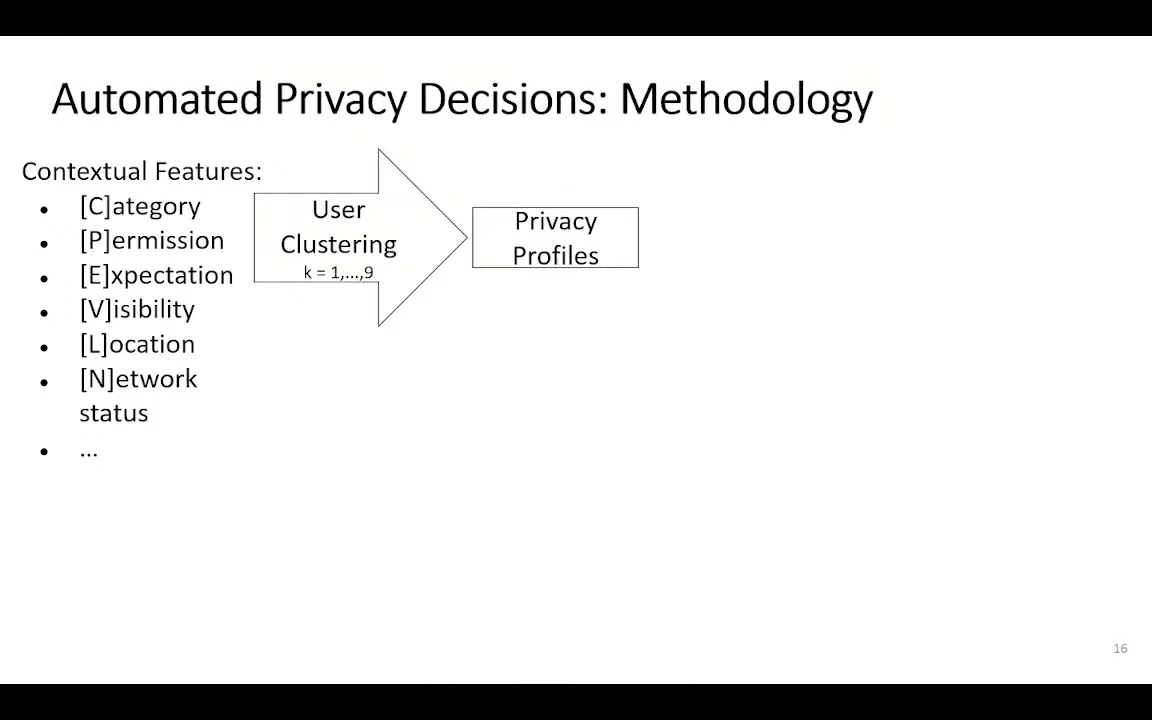 Automated Privacy Decisions: Methodology
Contextual Features:
• [C]ategory
• [P]ermission
• [E]xpectation
• [V]isibility
• [L]ocation
• [N]etwork
status
• ...
User
Clustering
k = 1,...,9
Privacy
Profiles
16